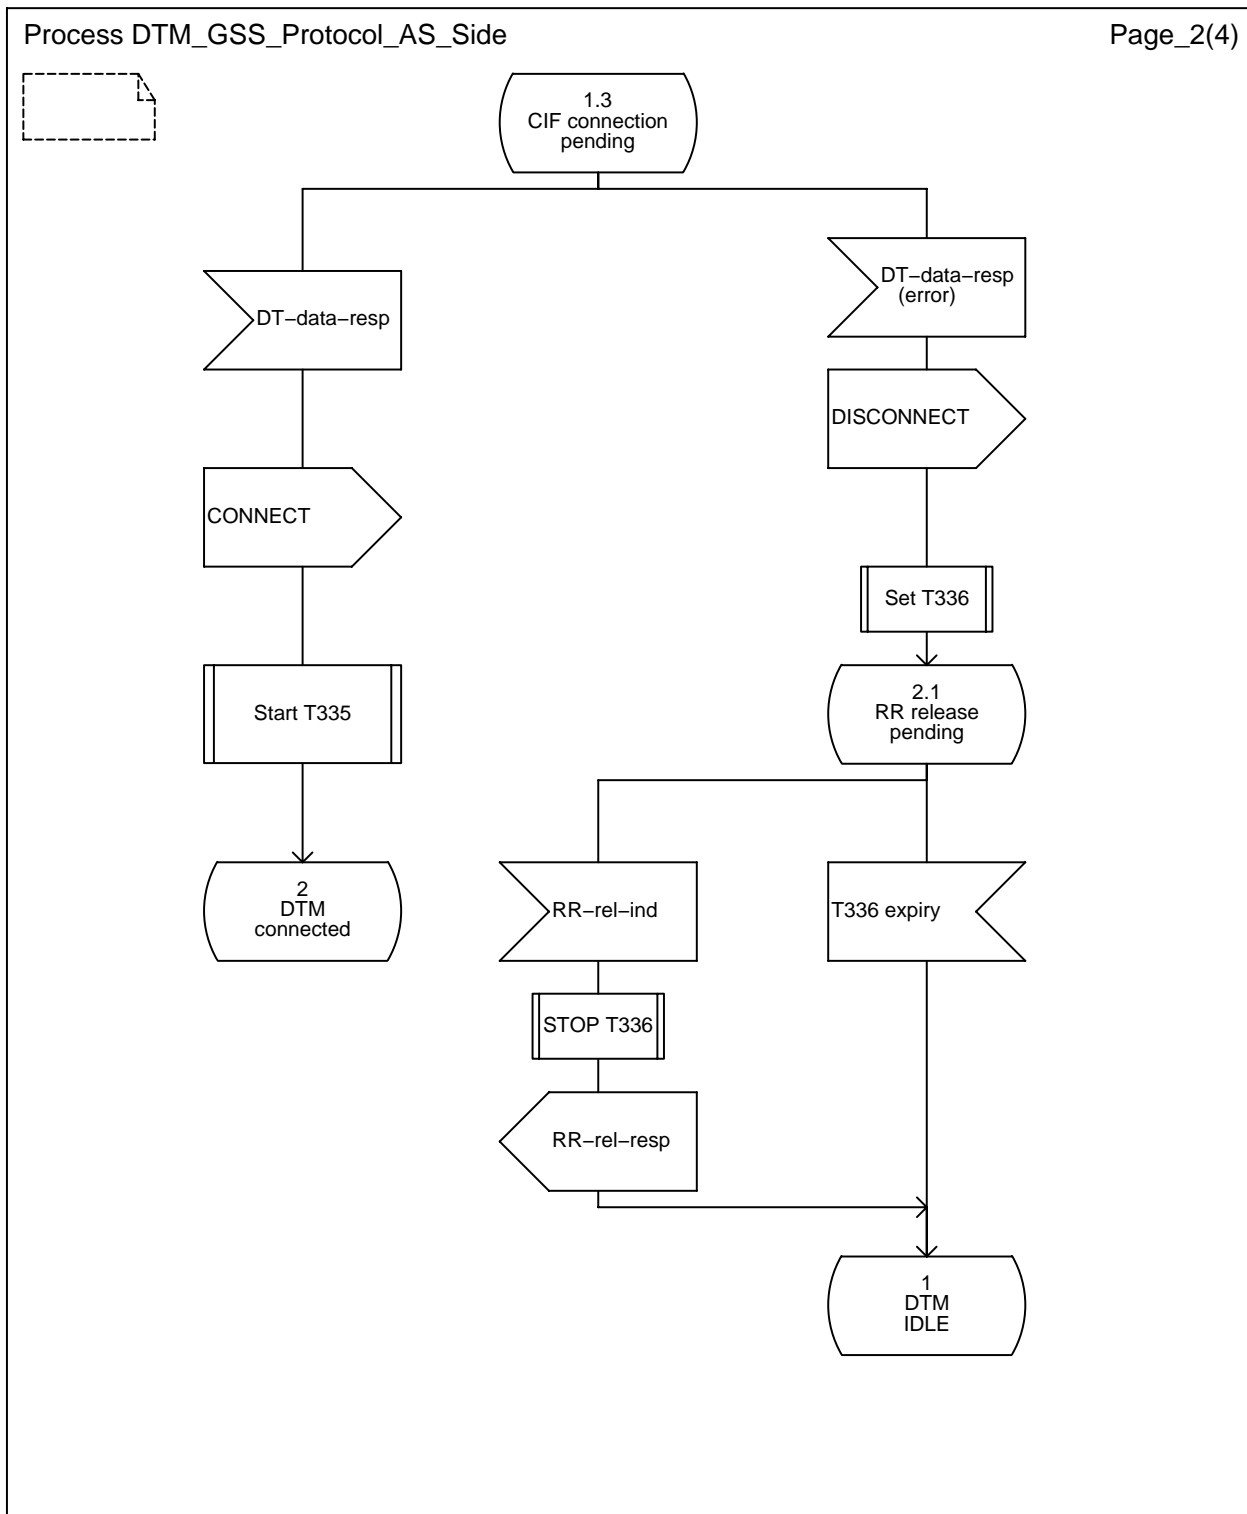 Process DTM_GSS_Protocol_AS_Side
Page_2(4)
1.3
CIF connection
pending
DT−data−resp
(error)
DT−data−resp
DISCONNECT
CONNECT
Set T336
Start T335
2.1
RR release
pending
2
DTM
connected
RR−rel−ind
T336 expiry
STOP T336
RR−rel−resp
1
DTM
IDLE